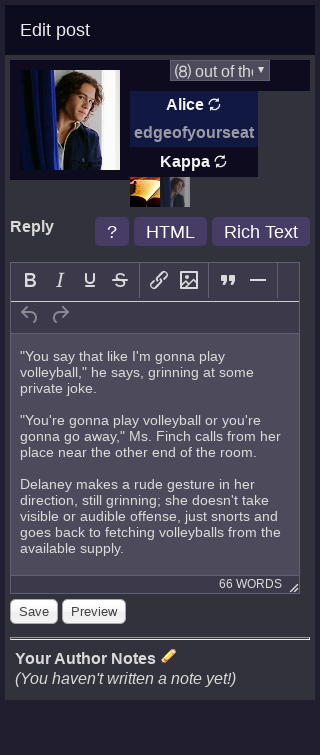 Edit post
(8) out of the
Alice
edgeofyourseat
Kappa
Reply
? HTML Rich Text
B I U S
"You say that like I'm gonna play
volleyball," he says, grinning at some
private joke.
"You're gonna play volleyball or you're
gonna go away," Ms. Finch calls from her
place near the other end of the room.
Delaney makes a rude gesture in her
direction, still grinning; she doesn't take
visible or audible offense, just snorts and
goes back to fetching volleyballs from the
available supply.
66 WORDS
Save Preview
Your Author Notes
(You haven't written a note yet!)